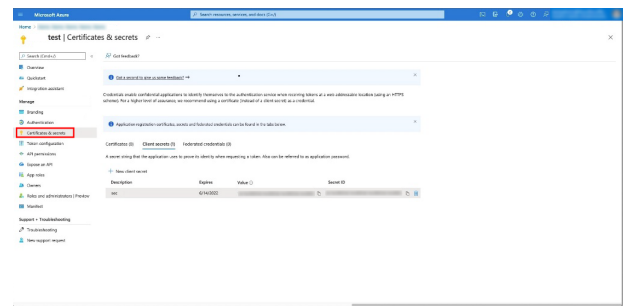 Microsoft Azure
Search resources, services, and docs (G+/)
Home >
test | Certificates & secrets
Search (Cmd+/)
Got feedback?
Overview
Quickstart
Integration assistant
Got a second to give us some feedback? →
Credentials enable confidential applications to identify themselves to the authentication service when receiving tokens at a web addressable location (using an HTTPS
scheme). For a higher level of assurance, we recommend using a certificate (instead of a client secret) as a credential.
Manage
Branding
Authentication
Certificates & secrets
Token configuration
API permissions
Expose an API
App roles
Owners
Roles and administrators | Preview
Manifest
Application registration certificates, secrets and federated credentials can be found in the tabs below.
Certificates (0) Client secrets (1) Federated credentials (0)
A secret string that the application uses to prove its identity when requesting a token. Also can be referred to as application password.
New client secret
Description Expires Value Secret ID
6/14/2022
Support + Troubleshooting
Troubleshooting
New support request